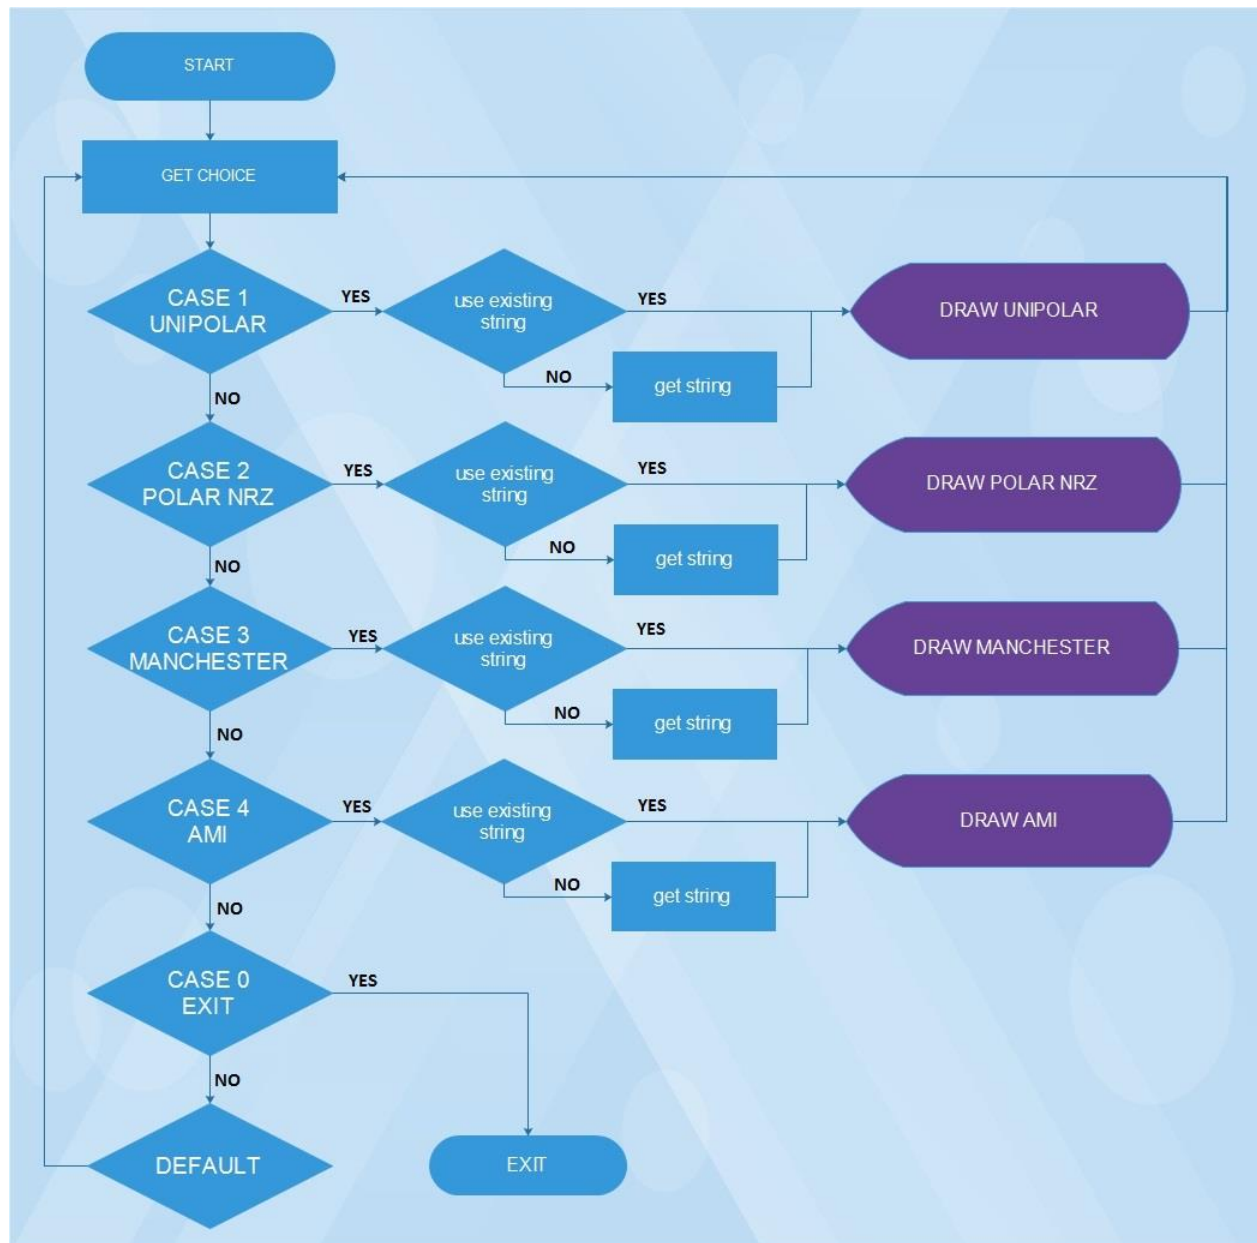 START
GET CHOICE
CASE 1
UNIPOLAR
YES
use existing
string
YES
DRAW UNIPOLAR
NO
get string
NO
CASE 2
POLAR NRZ
YES
use existing
string
YES
DRAW POLAR NRZ
NO
get string
NO
CASE 3
MANCHESTER
YES
use existing
string
YES
DRAW MANCHESTER
NO
get string
NO
CASE 4
AMI
YES
use existing
string
YES
DRAW AMI
NO
get string
NO
CASE 0
EXIT
YES
NO
DEFAULT
EXIT